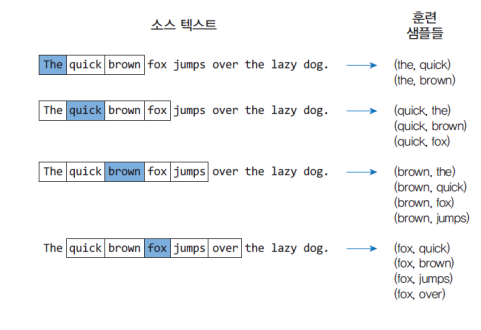 소스 텍스트
훈련
샘플들
The quick brown fox jumps over the lazy dog.
(the, quick)
(the, brown)
The quick brown fox jumps over the lazy dog.
(quick, the)
(quick, brown)
(quick, fox)
The quick brown fox jumps over the lazy dog.
(brown, the)
(brown, quick)
(brown, fox)
(brown, jumps)
The quick brown fox jumps over the lazy dog.
(fox, quick)
(fox, brown)
(fox, jumps)
(fox, over)